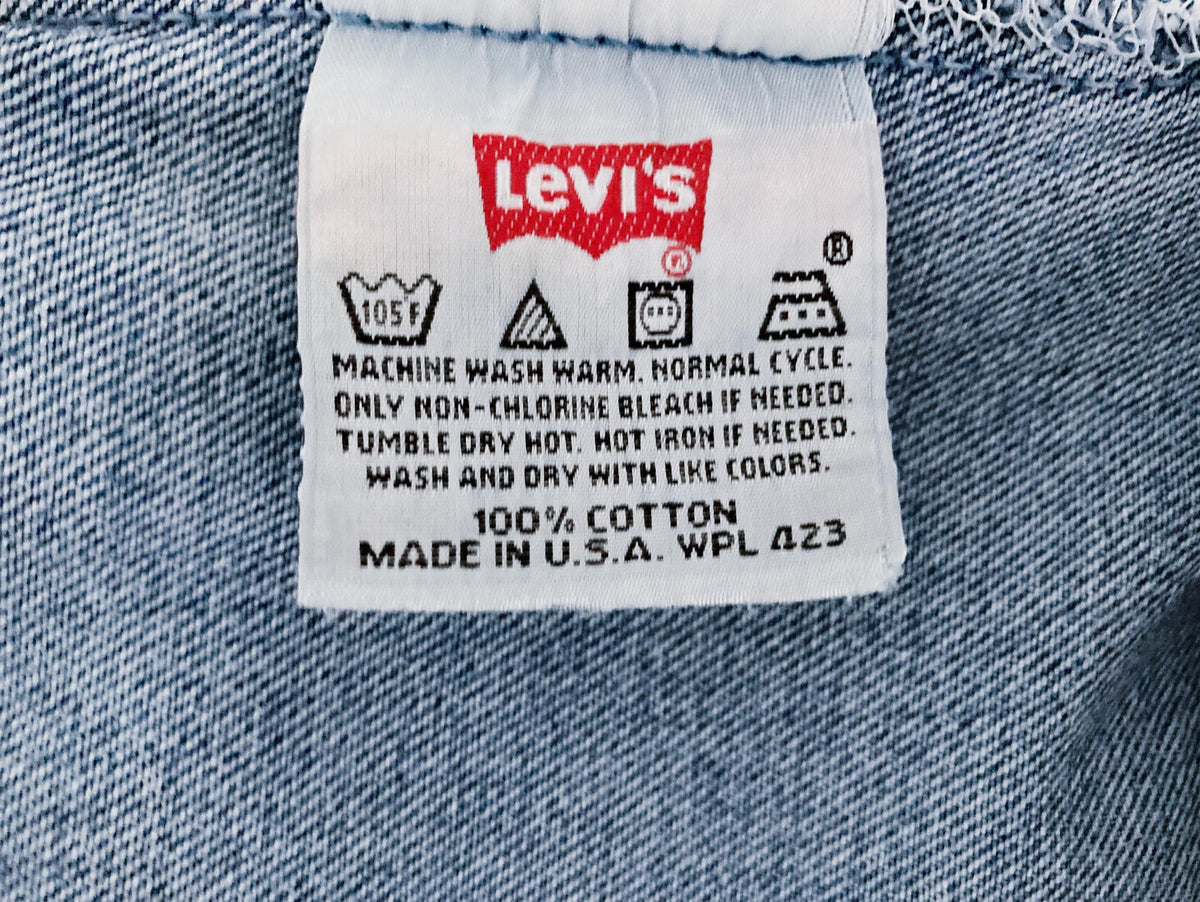 Levi's
®
®
105F
MACHINE WASH WARM. NORMAL CYCLE.
ONLY NON-CHLORINE BLEACH IF NEEDED.
TUMBLE DRY HOT. HOT IRON IF NEEDED.
WASH AND DRY WITH LIKE COLORS.
100% COTTON
MADE IN U.S.A. WPL 423